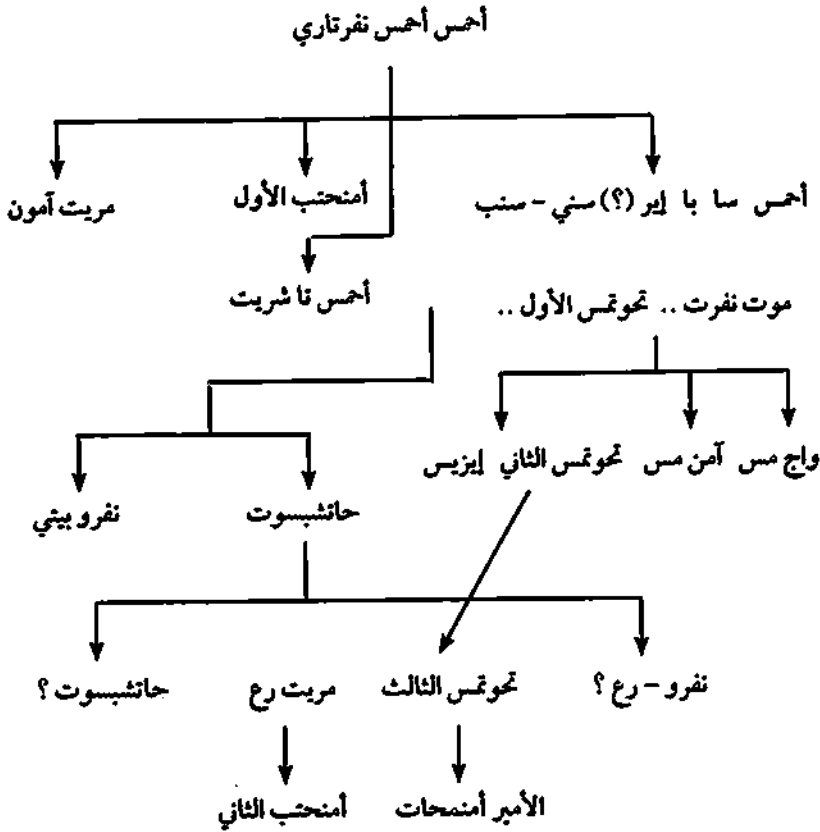 أحمس أحمس نفرتاري
أحمس سا با إير (؟) سني - سنب أمنحتب الأول مريت آمون
أحمس تا شريت
موت نفرت .. تحوتمس الأول ..
واج مس آمن مس تحوتمس الثاني إيزيس
حاتشبسوت نفرو بيتي
نفرو - رع ؟ تحوتمس الثالث مريت رع حاتشبسوت ؟
الأمير أمنمحات أمنحتب الثاني